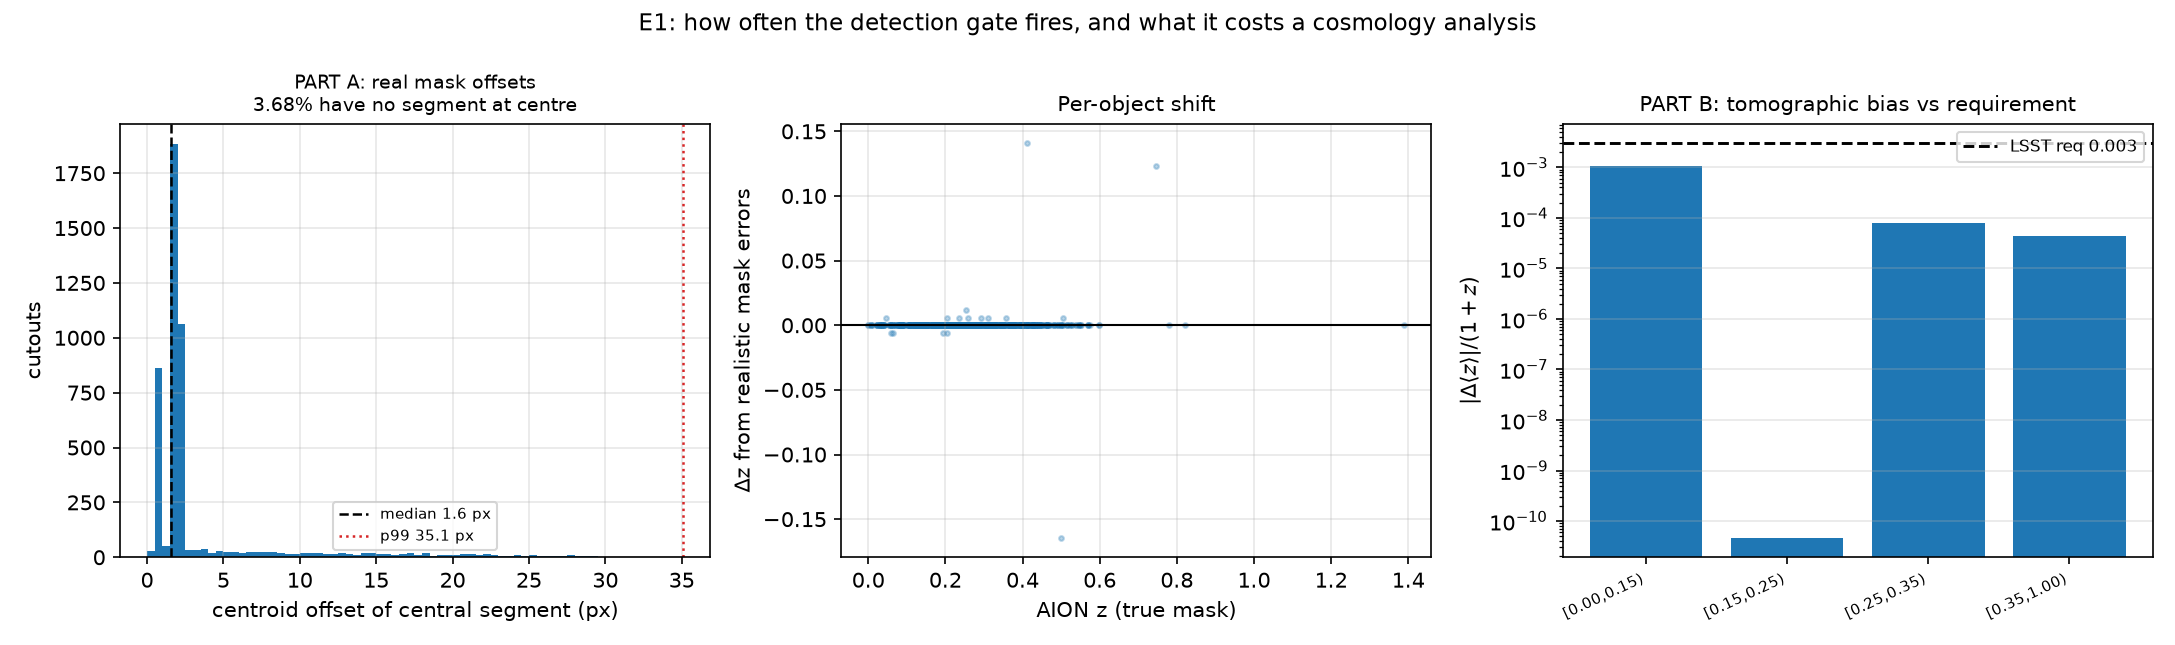 E1: how often the detection gate fires, and what it costs a cosmology analysis
PART A: real mask offsets
3.68% have no segment at centre
cutouts
1750
1500
1250
1000
750
500
250
0
median 1.6 px
p99 35.1 px
0 5 10 15 20 25 30 35
centroid offset of central segment (px)
Per-object shift
Δz from realistic mask errors
0.15
0.10
0.05
0.00
−0.05
−0.10
−0.15
0.0 0.2 0.4 0.6 0.8 1.0 1.2 1.4
AION z (true mask)
PART B: tomographic bias vs requirement
LSST req 0.003
|Δ⟨z⟩|/(1 + z)
10⁻³
10⁻⁴
10⁻⁵
10⁻⁶
10⁻⁷
10⁻⁸
10⁻⁹
10⁻¹⁰
[0.00,0.15)
[0.15,0.25)
[0.25,0.35)
[0.35,1.00)